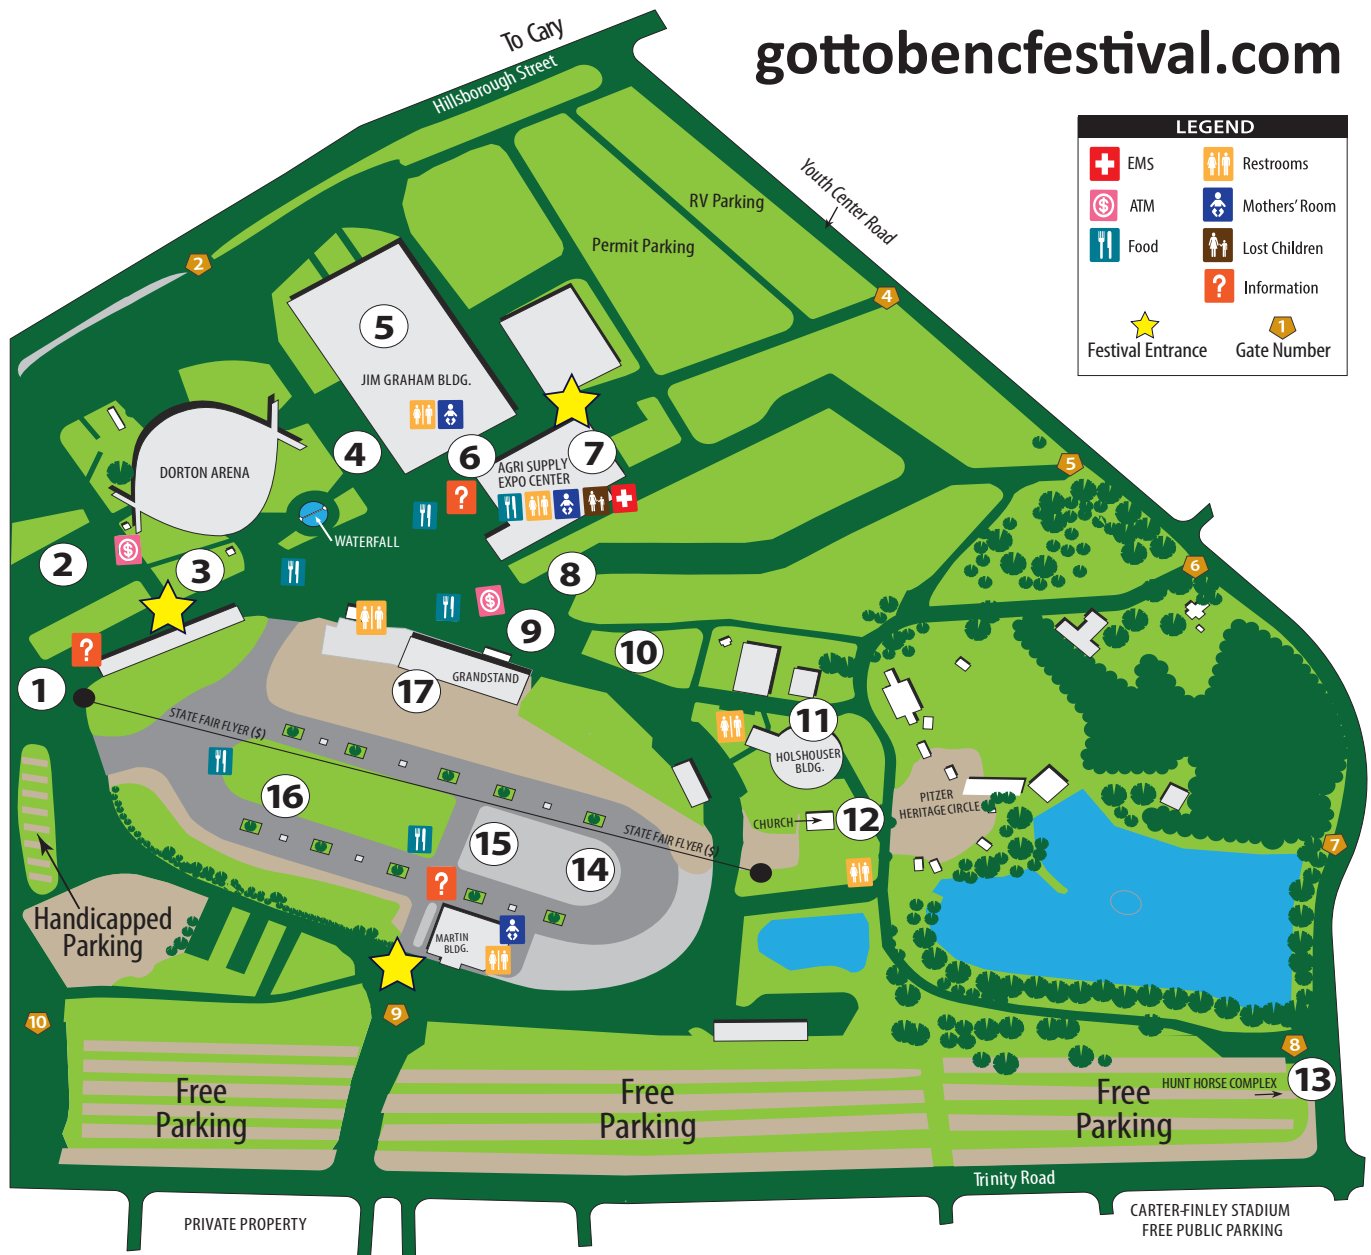 gottobencfestival.com
To Cary
Hillsborough Street
LEGEND
EMS
Restrooms
$
ATM
Mothers' Room
Food
Lost Children
?
Information
1
Festival Entrance
Gate Number
Youth Center Road
RV Parking
Permit Parking
2
4
5
JIM GRAHAM BLDG.
4
6
7
AGRI SUPPLY
EXPO CENTER
DORTON ARENA
5
?
WATERFALL
$
2
3
8
6
$
9
10
?
1
GRANDSTAND
17
STATE FAIR FLYER ($)
11
HOLSHOUSER
BLDG.
16
PITZER
HERITAGE CIRCLE
CHURCH
12
STATE FAIR FLYER ($)
15
14
7
?
Handicapped
Parking
MARTIN
BLDG.
10
9
8
13
HUNT HORSE COMPLEX
Free
Parking
Free
Parking
Free
Parking
Trinity Road
PRIVATE PROPERTY
CARTER-FINLEY STADIUM
FREE PUBLIC PARKING